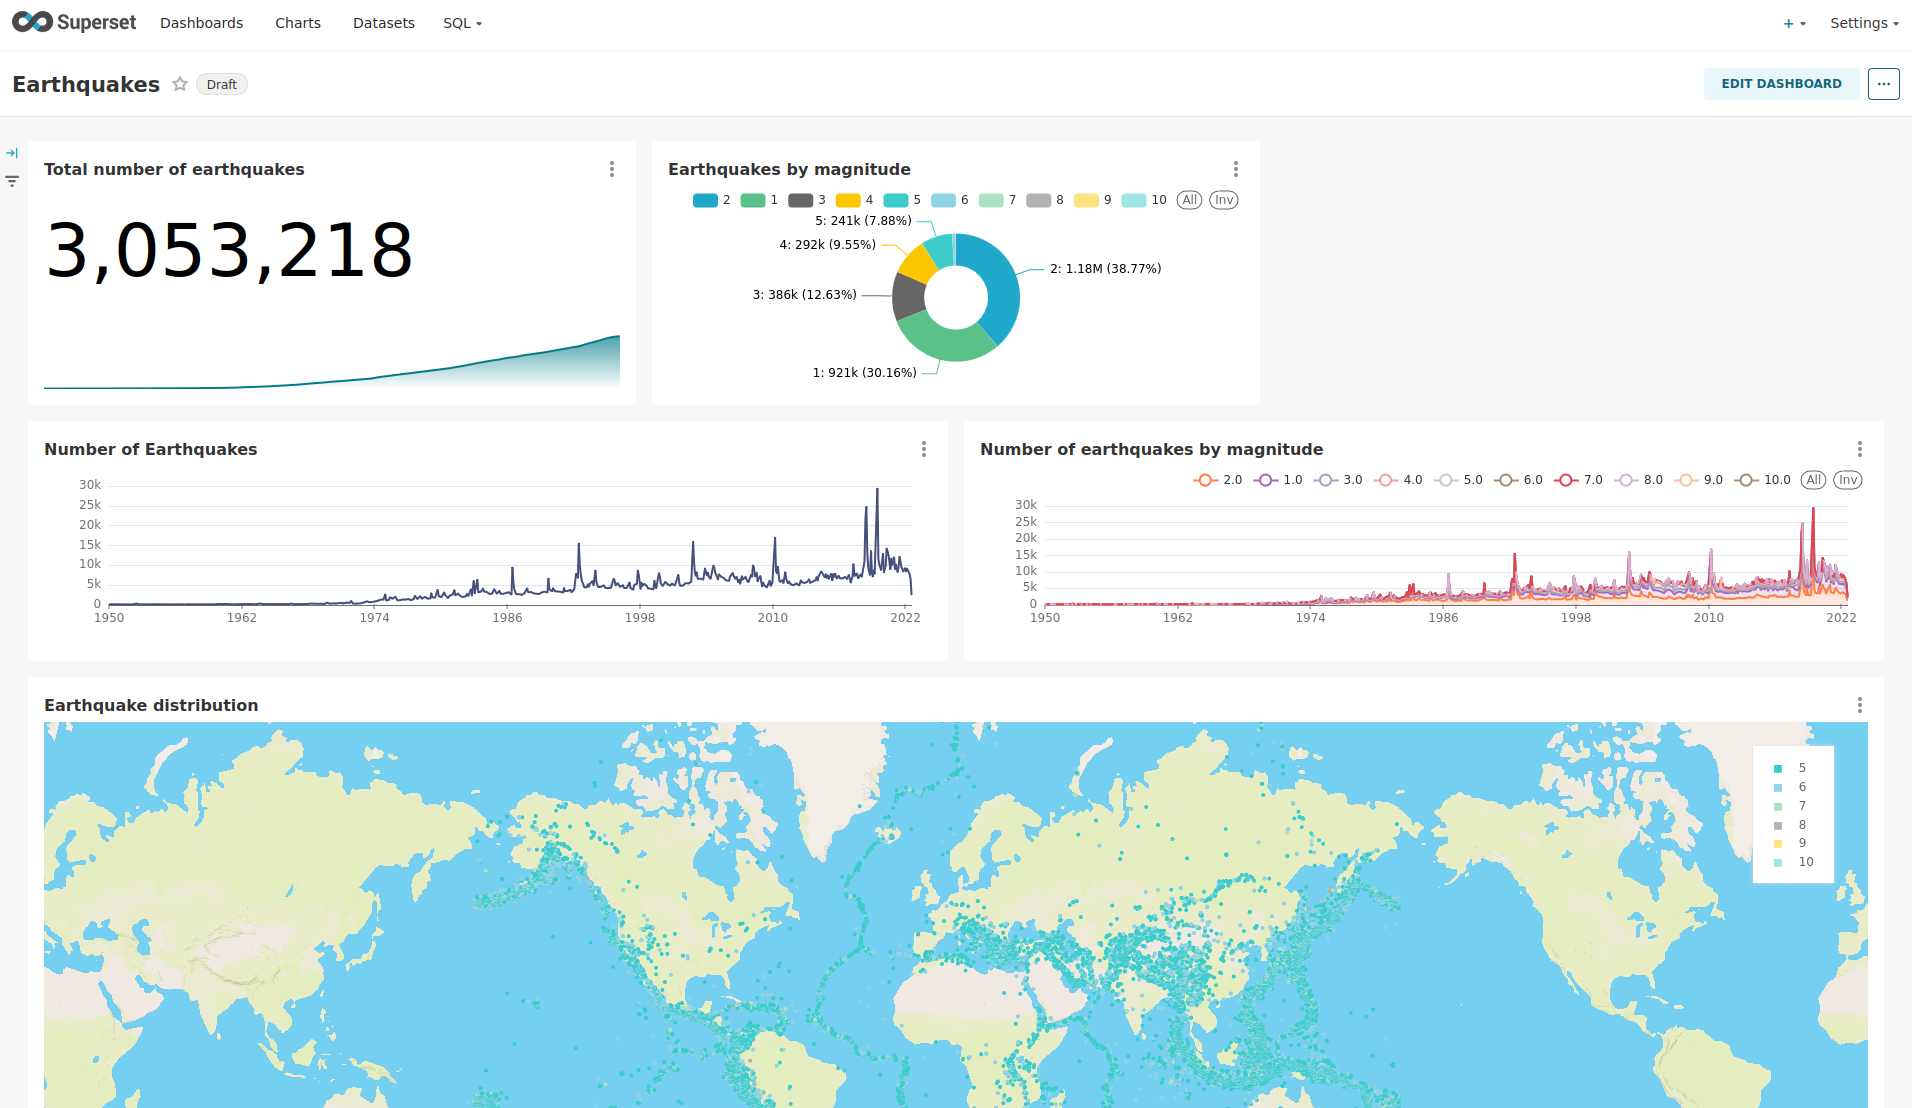 Superset Dashboards Charts Datasets SQL + Settings
Earthquakes Draft EDIT DASHBOARD ...
Total number of earthquakes
3,053,218
Earthquakes by magnitude
2 1 3 4 5 6 7 8 9 10 All Inv
5: 241k (7.88%)
4: 292k (9.55%)
2: 1.18M (38.77%)
3: 386k (12.63%)
1: 921k (30.16%)
Number of Earthquakes
30k
25k
20k
15k
10k
5k
0
1950 1962 1974 1986 1998 2010 2022
Number of earthquakes by magnitude
2.0 1.0 3.0 4.0 5.0 6.0 7.0 8.0 9.0 10.0 All Inv
30k
25k
20k
15k
10k
5k
0
1950 1962 1974 1986 1998 2010 2022
Earthquake distribution
5
6
7
8
9
10